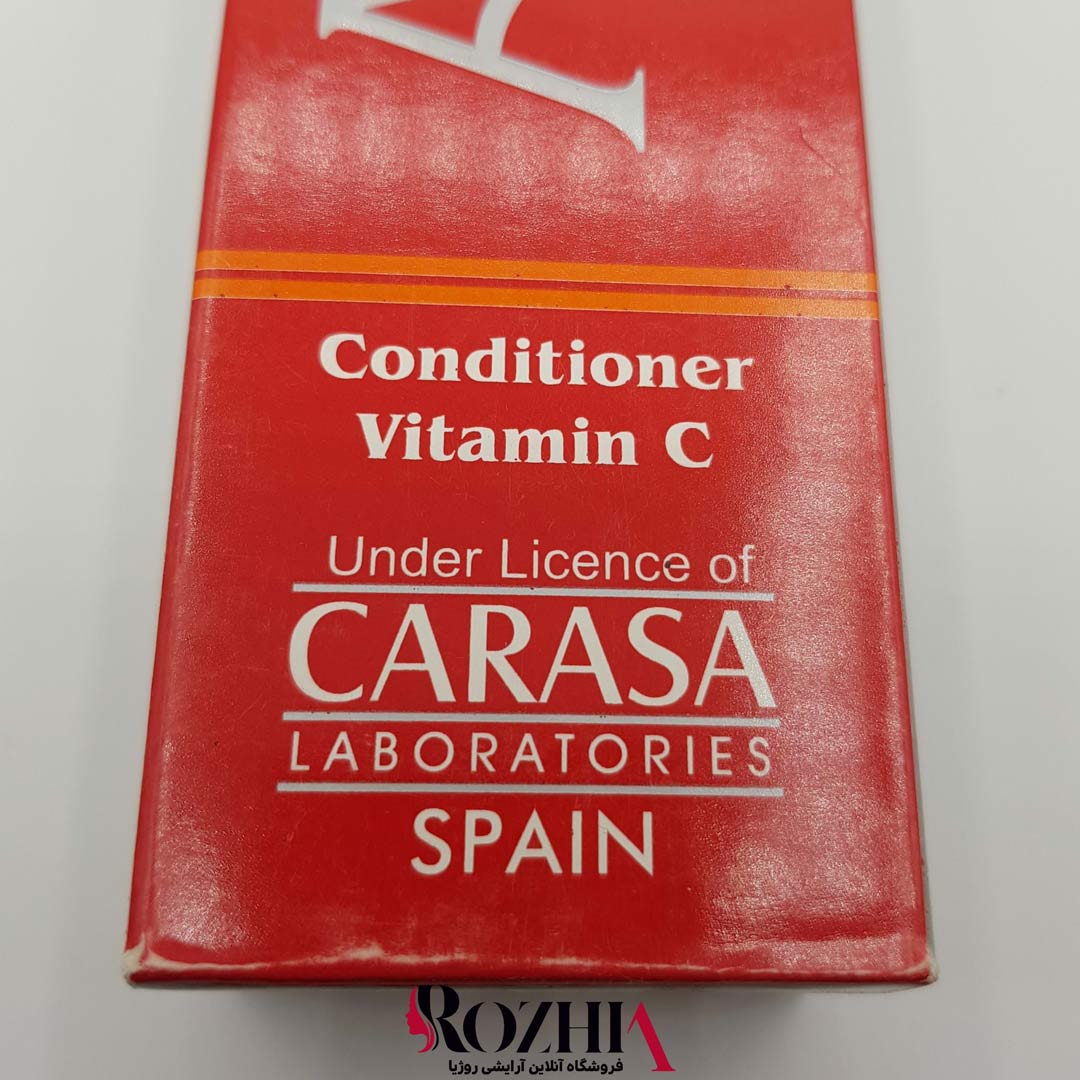 A
Conditioner
Vitamin C
Under Licence of
CARASA
LABORATORIES
SPAIN
ROZHIA
فروشگاه آنلاین آرایشی روژیا